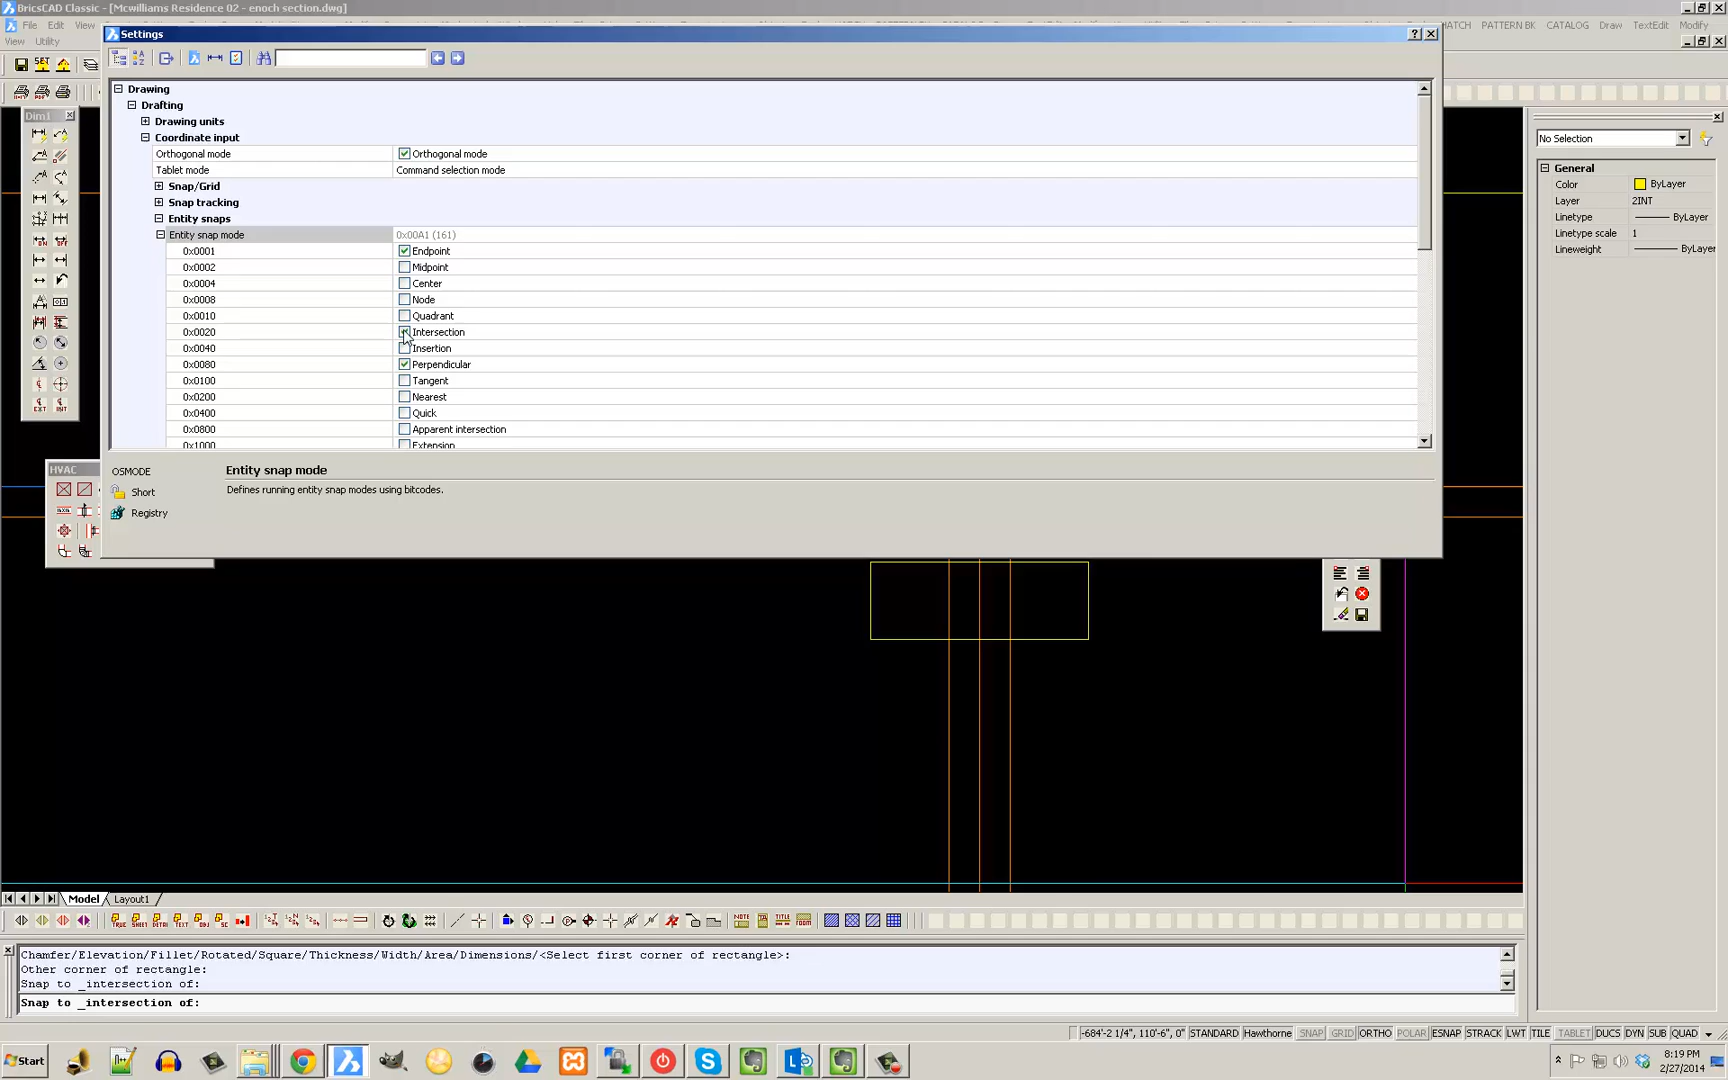 BricsCAD Classic - [Mcwilliams Residence 02 - enoch section.dwg]
File Edit View
HATCH PATTERN BK CATALOG Draw TextEdit Modify
View Utility
Settings
SET
Dim1
Drawing
Drafting
Drawing units
Coordinate input
Orthogonal mode Orthogonal mode
Tablet mode Command selection mode
Snap/Grid
Snap tracking
Entity snaps
Entity snap mode 0x00A1 (161)
0x0001 Endpoint
0x0002 Midpoint
0x0004 Center
0x0008 Node
0x0010 Quadrant
0x0020 Intersection
0x0040 Insertion
0x0080 Perpendicular
0x0100 Tangent
0x0200 Nearest
0x0400 Quick
0x0800 Apparent intersection
0x1000 Extension
OSMODE Entity snap mode
Short Defines running entity snap modes using bitcodes.
Registry
HVAC
No Selection
General
Color ByLayer
Layer 2INT
Linetype ByLayer
Linetype scale 1
Lineweight ByLayer
Model Layout1
Chamfer/Elevation/Fillet/Rotated/Square/Thickness/Width/Area/Dimensions/<Select first corner of rectangle>:
Other corner of rectangle:
Snap to _intersection of:
Snap to _intersection of:
-684'-2 1/4", 110'-6", 0" STANDARD Hawthorne SNAP GRID ORTHO POLAR ESNAP STRACK LWT TILE TABLET DUCS DYN SUB QUAD
Start
8:19 PM
2/27/2014